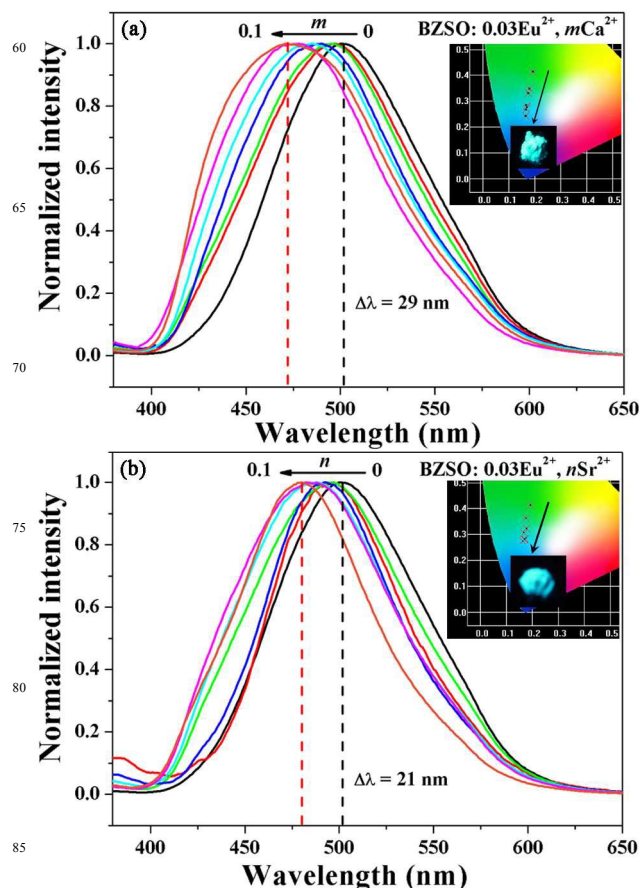 60
65
70
75
80
85
(a)
0.1 m 0
BZSO: 0.03Eu²⁺, mCa²⁺
0.5
0.4
0.3
0.2
0.1
0.0
0.0 0.1 0.2 0.3 0.4 0.5
Normalized intensity
1.0
0.8
0.6
0.4
0.2
0.0
Δλ = 29 nm
400 450 500 550 600 650
Wavelength (nm)
(b)
0.1 n 0
BZSO: 0.03Eu²⁺, nSr²⁺
0.5
0.4
0.3
0.2
0.1
0.0
0.0 0.1 0.2 0.3 0.4 0.5
Normalized intensity
1.0
0.8
0.6
0.4
0.2
0.0
Δλ = 21 nm
400 450 500 550 600 650
Wavelength (nm)